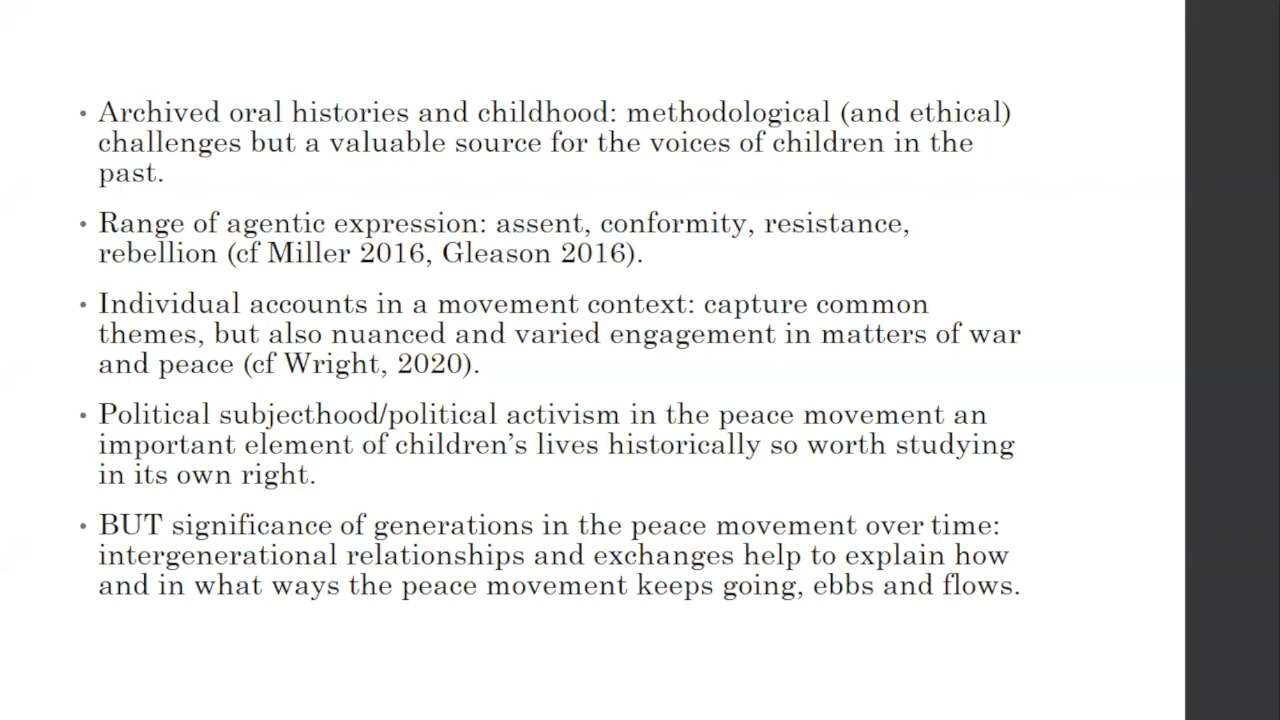 • Archived oral histories and childhood: methodological (and ethical)
challenges but a valuable source for the voices of children in the
past.
• Range of agentic expression: assent, conformity, resistance,
rebellion (cf Miller 2016, Gleason 2016).
• Individual accounts in a movement context: capture common
themes, but also nuanced and varied engagement in matters of war
and peace (cf Wright, 2020).
• Political subjecthood/political activism in the peace movement an
important element of children’s lives historically so worth studying
in its own right.
• BUT significance of generations in the peace movement over time:
intergenerational relationships and exchanges help to explain how
and in what ways the peace movement keeps going, ebbs and flows.